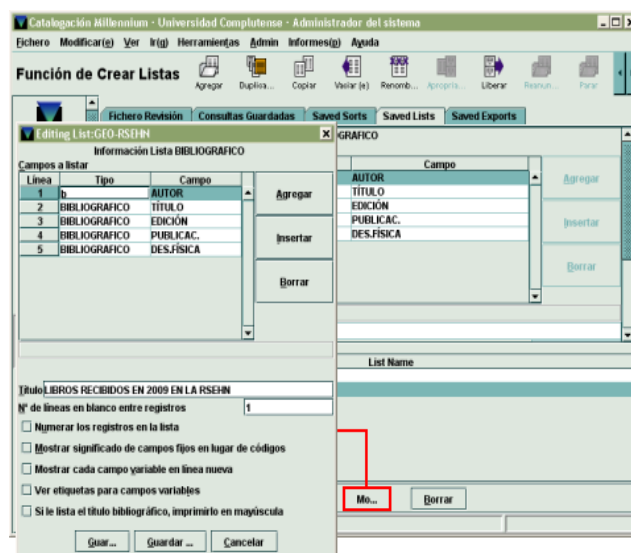 Catalogación Millennium - Universidad Complutense - Administrador del sistema
Fichero Modificar(e) Ver Ir(g) Herramientas Admin Informes(p) Ayuda
Función de Crear Listas
Agregar Duplica... Copiar Vaciar (e) Renomb... Apropria... Liberar Reanun... Parar
Fichero Revisión Consultas Guardadas Saved Sorts Saved Lists Saved Exports
Editing List:GEO-RSEHN
GRAFICO
Información Lista BIBLIOGRAFICO
Campos a listar
Línea Tipo Campo
1 b AUTOR
2 BIBLIOGRAFICO TÍTULO
3 BIBLIOGRAFICO EDICIÓN
4 BIBLIOGRAFICO PUBLICAC.
5 BIBLIOGRAFICO DES.FÍSICA
Agregar
Insertar
Borrar
Campo
AUTOR
TÍTULO
EDICIÓN
PUBLICAC.
DES.FÍSICA
Agregar
Insertar
Borrar
List Name
Título LIBROS RECIBIDOS EN 2009 EN LA RSEHN
Nº de líneas en blanco entre registros 1
Numerar los registros en la lista
Mostrar significado de campos fijos en lugar de códigos
Mostrar cada campo variable en línea nueva
Ver etiquetas para campos variables
Si le lista el título bibliográfico, imprimirlo en mayúscula
Guar... Guardar ... Cancelar
Mo... Borrar